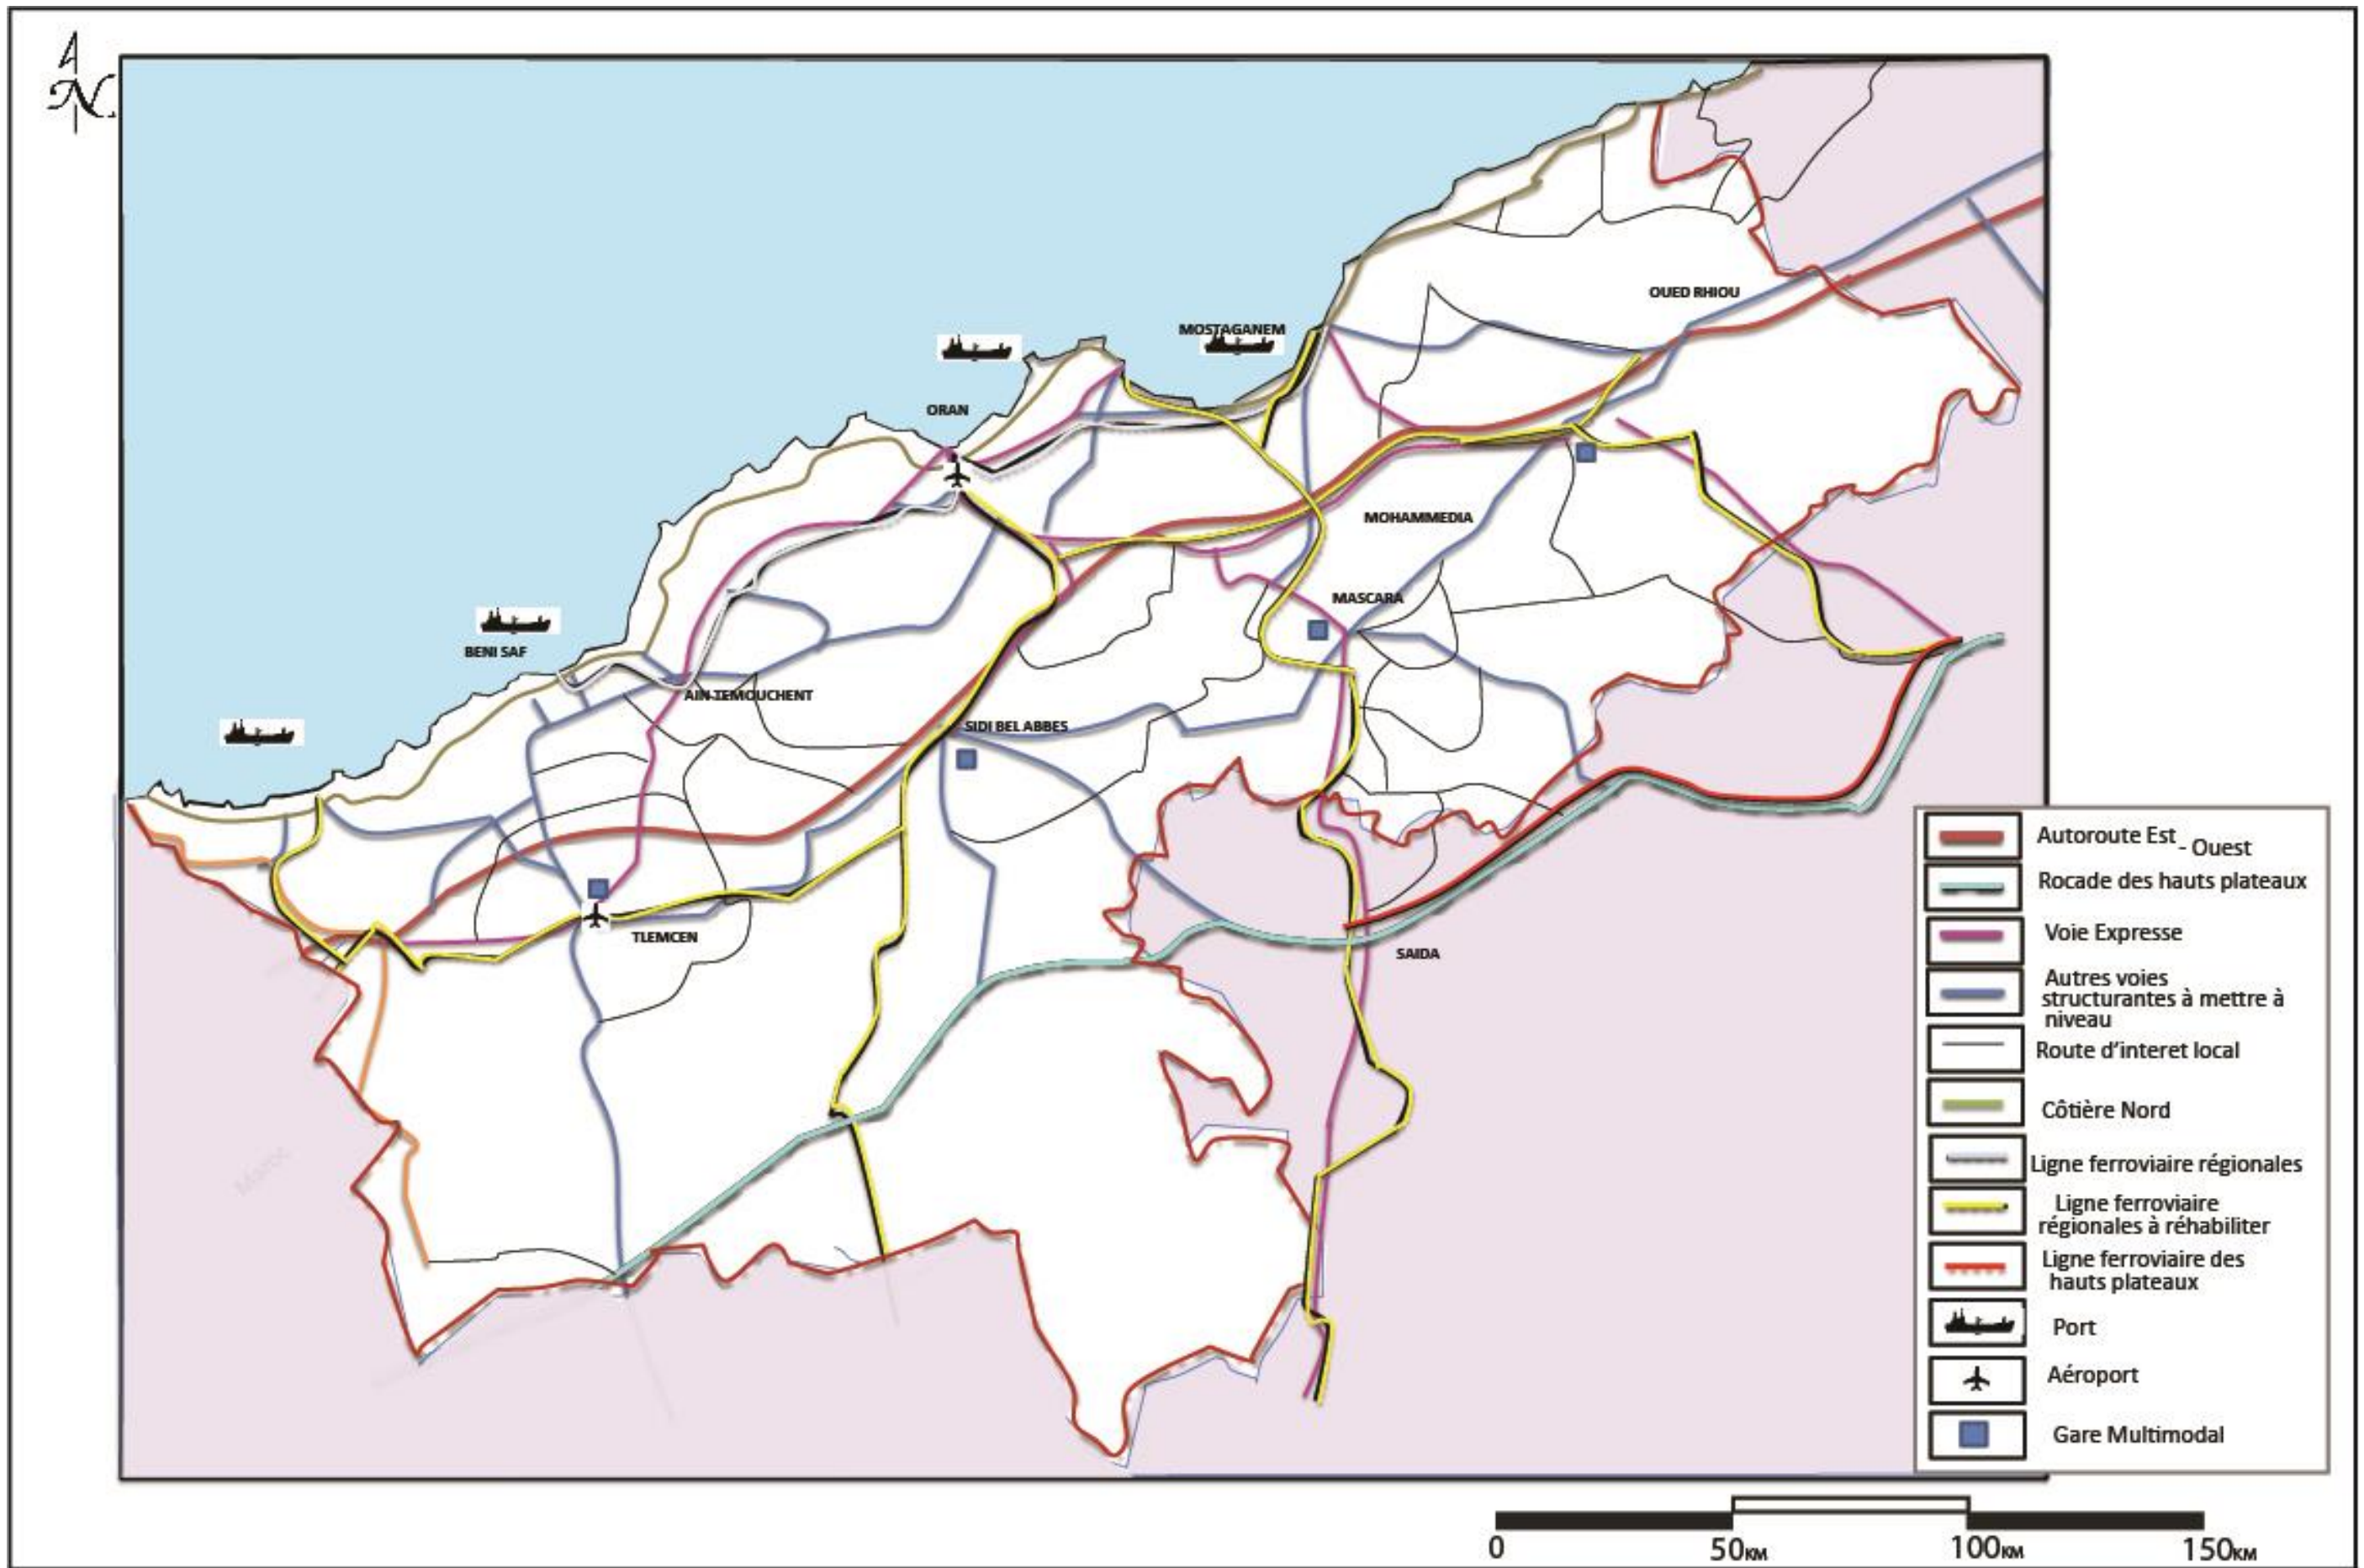 N
OUED RHIOU
MOSTAGANEM
ORAN
MOHAMMEDIA
MASCARA
BENI SAF
AIN TEMOUCHENT
SIDI BEL ABBES
TLEMCEN
SAIDA
Maroc
Autoroute Est - Ouest
Rocade des hauts plateaux
Voie Expresse
Autres voies
structurantes à mettre à
niveau
Route d'interet local
Côtière Nord
Ligne ferroviaire régionales
Ligne ferroviaire
régionales à réhabiliter
Ligne ferroviaire des
hauts plateaux
Port
Aéroport
Gare Multimodal
0 50KM 100KM 150KM